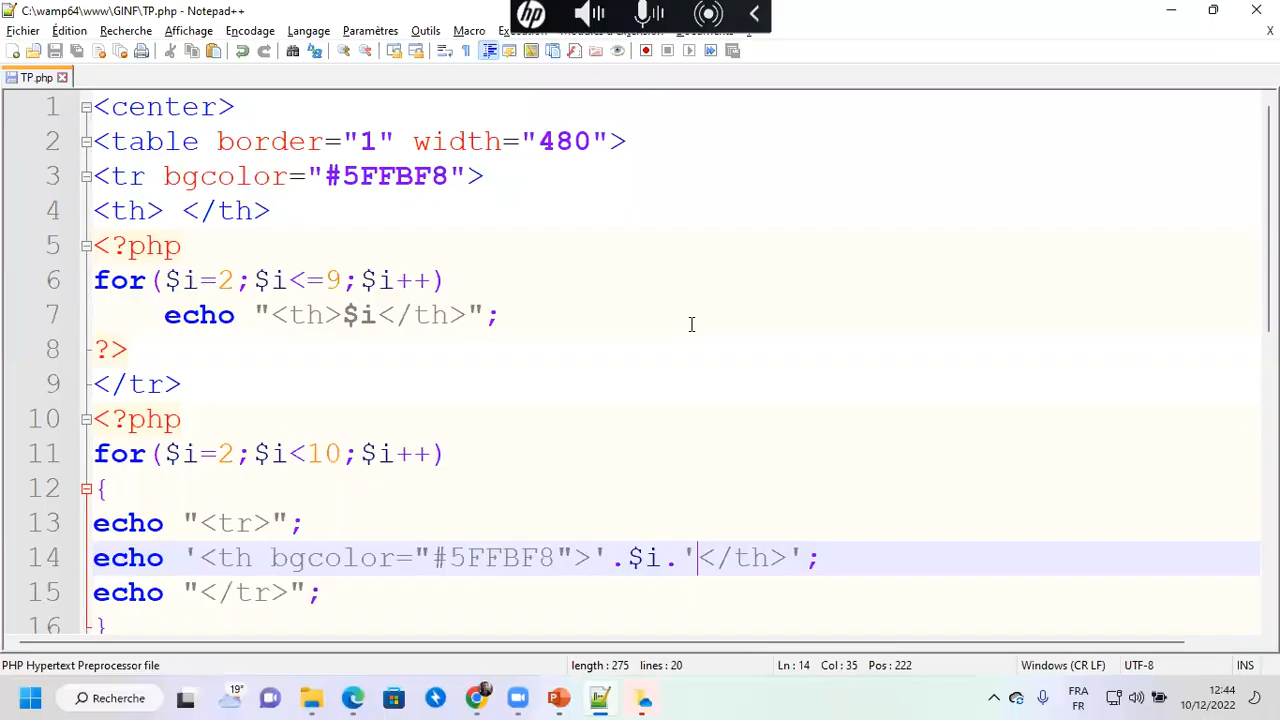 C:\wamp64\www\GINF\TP.php - Notepad++
hp
Fichier Édition Recherche Affichage Encodage Langage Paramètres Outils Macro X
TP.php
1 <center>
2 <table border="1" width="480">
3 <tr bgcolor="#5FFBF8">
4 <th> </th>
5 <?php
6 for($i=2;$i<=9;$i++)
7 echo "<th>$i</th>";
8 ?>
9 </tr>
10 <?php
11 for($i=2;$i<10;$i++)
12 {
13 echo "<tr>";
14 echo '<th bgcolor="#5FFBF8">'.$i.'</th>';
15 echo "</tr>";
16 }
PHP Hypertext Preprocessor file length : 275 lines : 20 Ln : 14 Col : 35 Pos : 222 Windows (CR LF) UTF-8 INS
Recherche 19° FRA 12:44
FR 10/12/2022